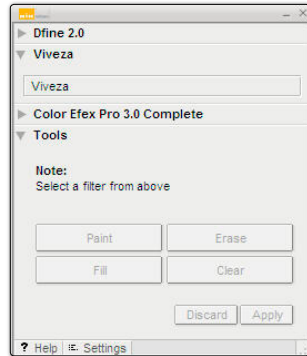 Dfine 2.0
Viveza
Viveza
Color Efex Pro 3.0 Complete
Tools
Note:
Select a filter from above
Paint Erase
Fill Clear
Discard Apply
? Help Settings